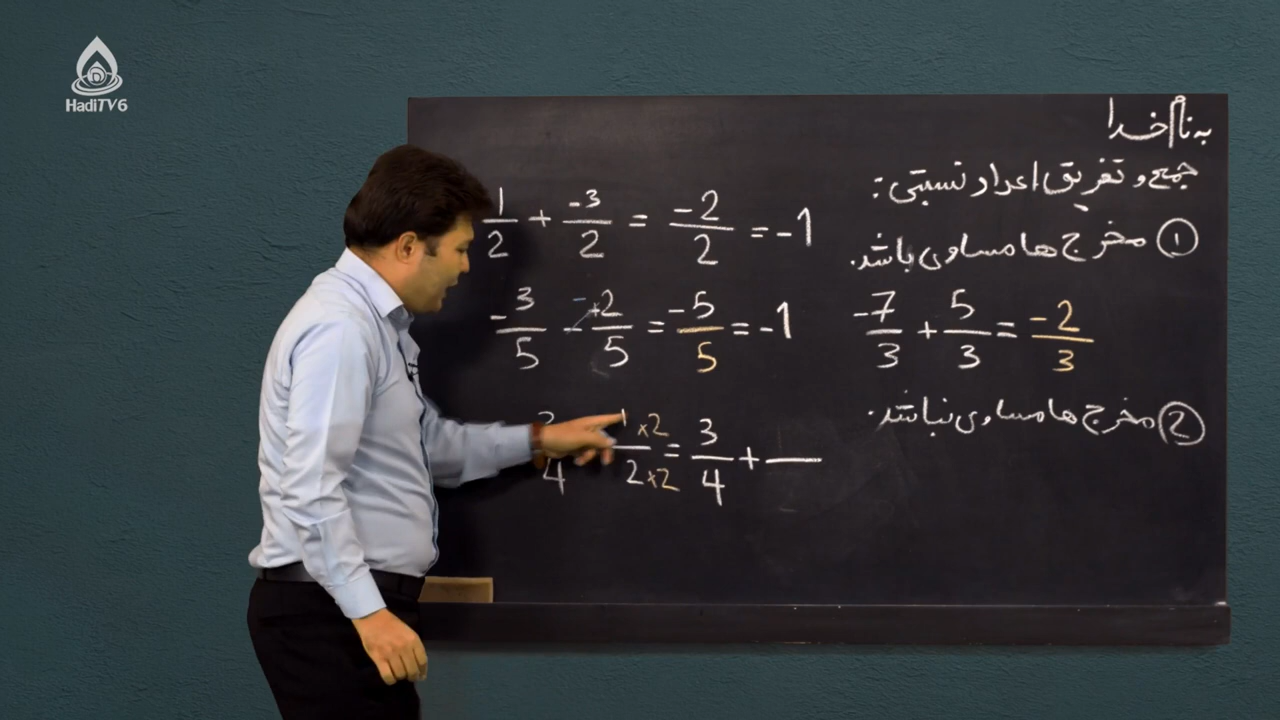 HadiTV6
به نام خدا
جمع و تفریق اعداد نسبتی:
① مخرج ها مساوی باشد.
-7/3 + 5/3 = -2/3
② مخرج ها مساوی نباشد.
1/2 + -3/2 = -2/2 = -1
-3/5 - +2/5 = -5/5 = -1
3/4 1×2/2×2 = 3/4 + —